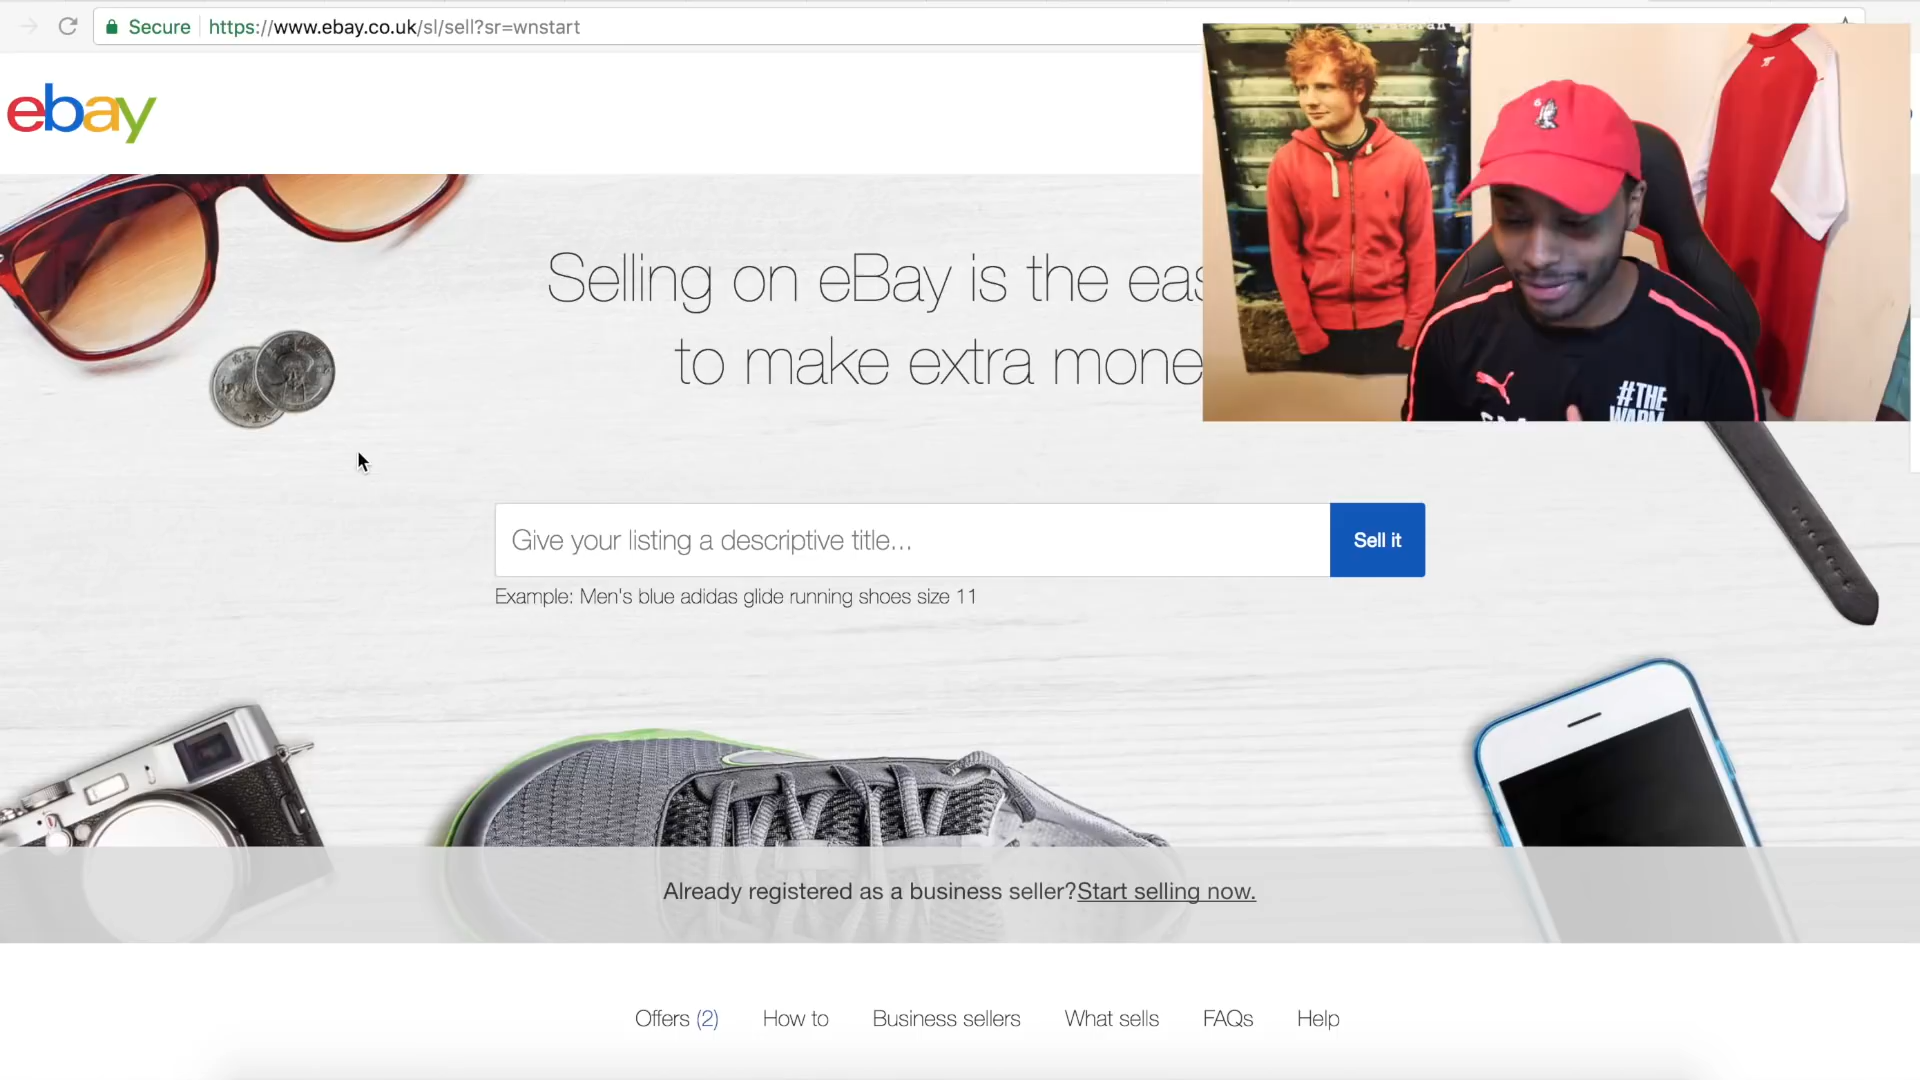 Secure https://www.ebay.co.uk/sl/sell?sr=wnstart
ebay
Selling on eBay is the eas
to make extra mone
#THE
WARM
Give your listing a descriptive title...
Sell it
Example: Men's blue adidas glide running shoes size 11
Already registered as a business seller?Start selling now.
Offers (2) How to Business sellers What sells FAQs Help